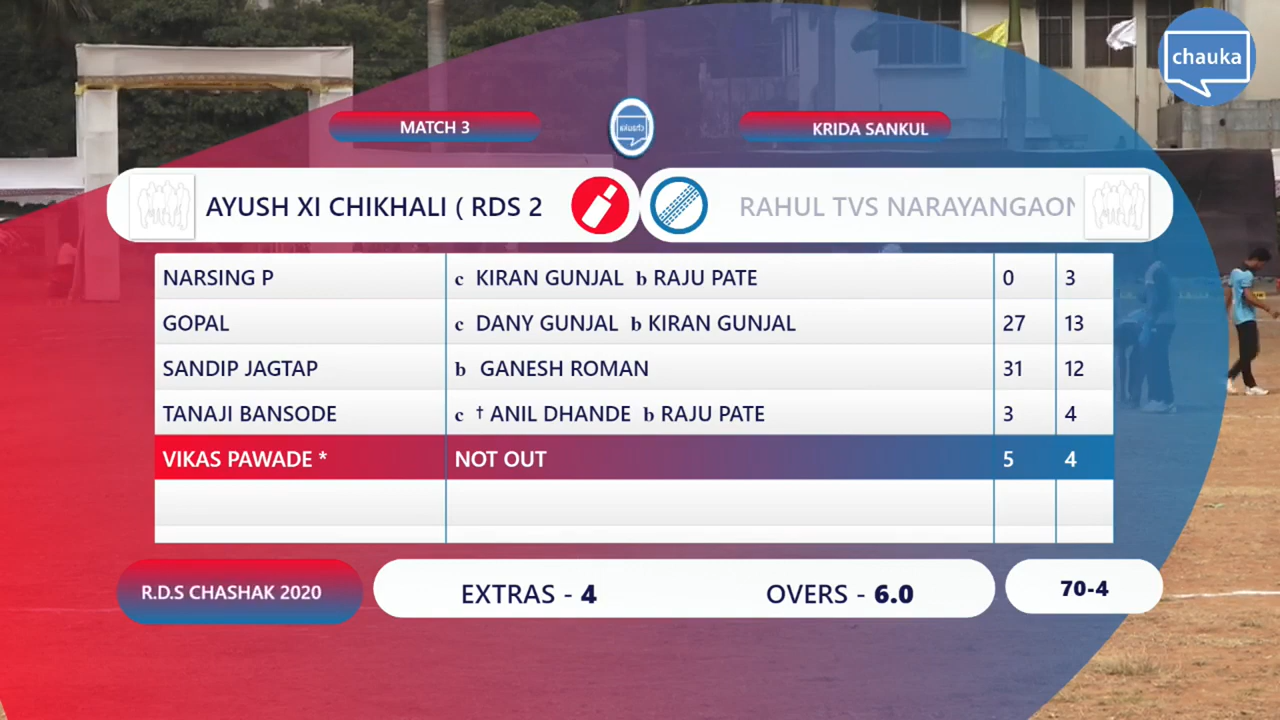 chauka
MATCH 3
KRIDA SANKUL
AYUSH XI CHIKHALI ( RDS 2
RAHUL TVS NARAYANGAON
NARSING P c KIRAN GUNJAL b RAJU PATE 0 3
GOPAL c DANY GUNJAL b KIRAN GUNJAL 27 13
SANDIP JAGTAP b GANESH ROMAN 31 12
TANAJI BANSODE c † ANIL DHANDE b RAJU PATE 3 4
VIKAS PAWADE * NOT OUT 5 4
R.D.S CHASHAK 2020
EXTRAS - 4 OVERS - 6.0
70-4